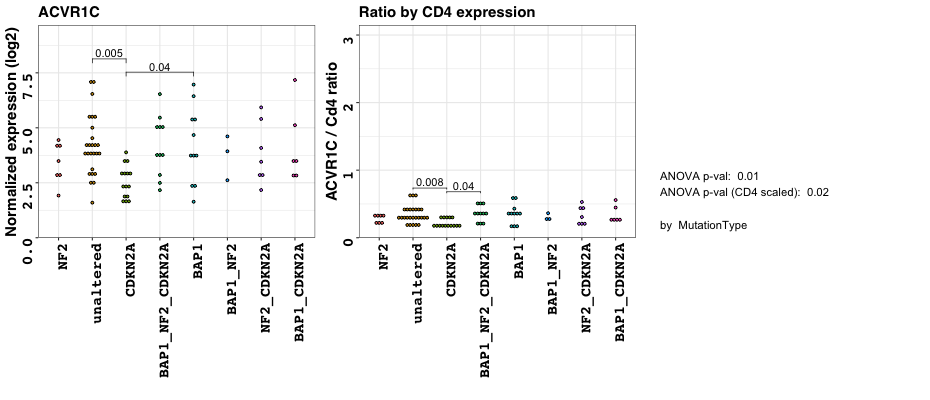 ACVR1C
Normalized expression (log2)
7.5
5.0
2.5
0.0
0.005
0.04
NF2
unaltered
CDKN2A
BAP1_NF2_CDKN2A
BAP1
BAP1_NF2
NF2_CDKN2A
BAP1_CDKN2A
Ratio by CD4 expression
ACVR1C / Cd4 ratio
3
2
1
0
0.008
0.04
NF2
unaltered
CDKN2A
BAP1_NF2_CDKN2A
BAP1
BAP1_NF2
NF2_CDKN2A
BAP1_CDKN2A
ANOVA p-val: 0.01
ANOVA p-val (CD4 scaled): 0.02
by MutationType